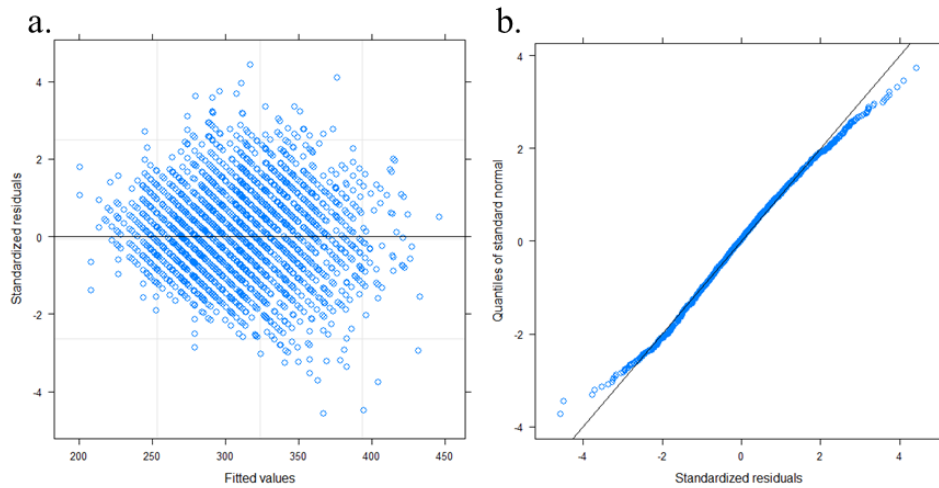 a.
Standardized residuals
4
2
0
-2
-4
200 250 300 350 400 450
Fitted values
b.
Quantiles of standard normal
4
2
0
-2
-4
-4 -2 0 2 4
Standardized residuals